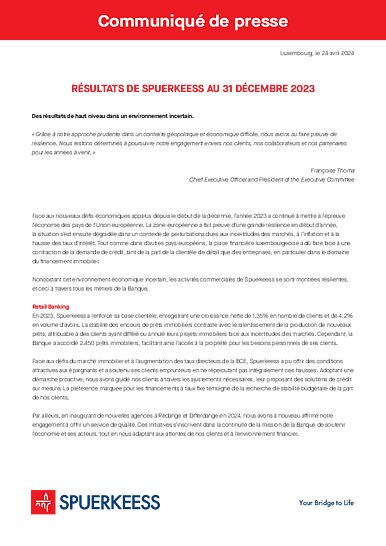 Communiqué de presse
Luxembourg, le 24 avril 2024
RÉSULTATS DE SPUERKEESS AU 31 DÉCEMBRE 2023
Des résultats de haut niveau dans un environnement incertain.
« Grâce à notre approche prudente dans un contexte géopolitique et économique difficile, nous avons su faire preuve de
résilience. Nous restons déterminés à poursuivre notre engagement envers nos clients, nos collaborateurs et nos partenaires
pour les années à venir. »
Françoise Thoma
Chief Executive Officer and President of the Executive Committee
Face aux nouveaux défis économiques apparus depuis le début de la décennie, l'année 2023 a continué à mettre à l'épreuve
l'économie des pays de l'Union européenne. La zone européenne a fait preuve d'une grande résilience en début d'année,
la situation s'est ensuite dégradée dans un contexte de perturbations dues aux incertitudes des marchés, à l'inflation et à la
hausse des taux d'intérêt. Tout comme dans d'autres pays européens, la place financière luxembourgeoise a dû faire face à une
contraction de la demande de crédit, tant de la part de la clientèle de détail que des entreprises, en particulier dans le domaine
du financement immobilier.
Nonobstant cet environnement économique incertain, les activités commerciales de Spuerkeess se sont montrées résilientes,
et ceci à travers tous les métiers de la Banque.
Retail Banking
En 2023, Spuerkeess a renforcé sa base clientèle, enregistrant une croissance nette de 1,35% en nombre de clients et de 4,2%
en volume d'avoirs. La stabilité des encours de prêts immobiliers contraste avec le ralentissement de la production de nouveaux
prêts, attribuable à des clients ayant différé ou annulé leurs projets immobiliers face aux incertitudes des marchés. Cependant, la
Banque a accordé 2.450 prêts immobiliers, facilitant ainsi l'accès à la propriété pour les besoins personnels de ses clients.
Face aux défis du marché immobilier et à l'augmentation des taux directeurs de la BCE, Spuerkeess a pu offrir des conditions
attractives aux épargnants et a soutenu ses clients emprunteurs en ne répercutant pas intégralement ces hausses. Adoptant une
démarche proactive, nous avons guidé nos clients à travers les ajustements nécessaires, leur proposant des solutions de crédit
sur mesure. La préférence marquée pour les financements à taux fixe témoigne de la recherche de stabilité budgétaire de la part
de nos clients.
Par ailleurs, en inaugurant de nouvelles agences à Redange et Differdange en 2024, nous avons à nouveau affirmé notre
engagement à offrir un service de qualité. Ces initiatives s'inscrivent dans la continuité de la mission de la Banque de soutenir
l'économie et ses acteurs, tout en nous adaptant aux attentes de nos clients et à l'environnement financier.
SPUERKEESS
Your Bridge to Life